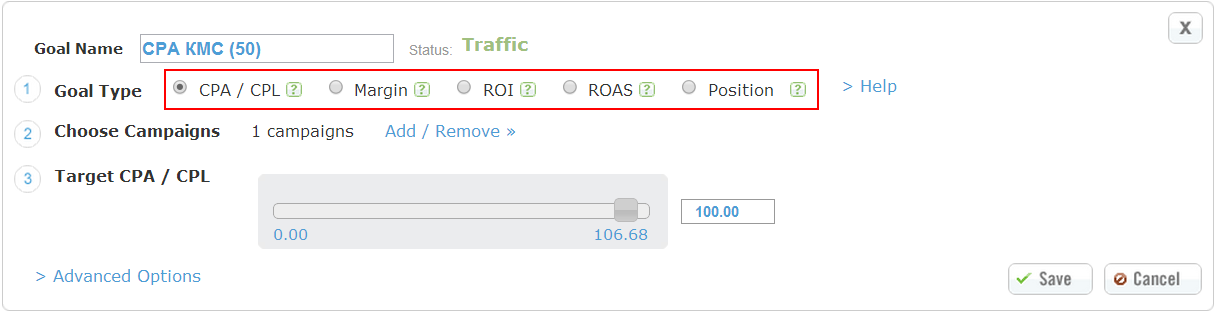 X
Goal Name CPA KMC (50) Status: Traffic
1 Goal Type CPA / CPL ? Margin ? ROI ? ROAS ? Position ? > Help
2 Choose Campaigns 1 campaigns Add / Remove »
3 Target CPA / CPL
100.00
0.00 106.68
> Advanced Options Save Cancel